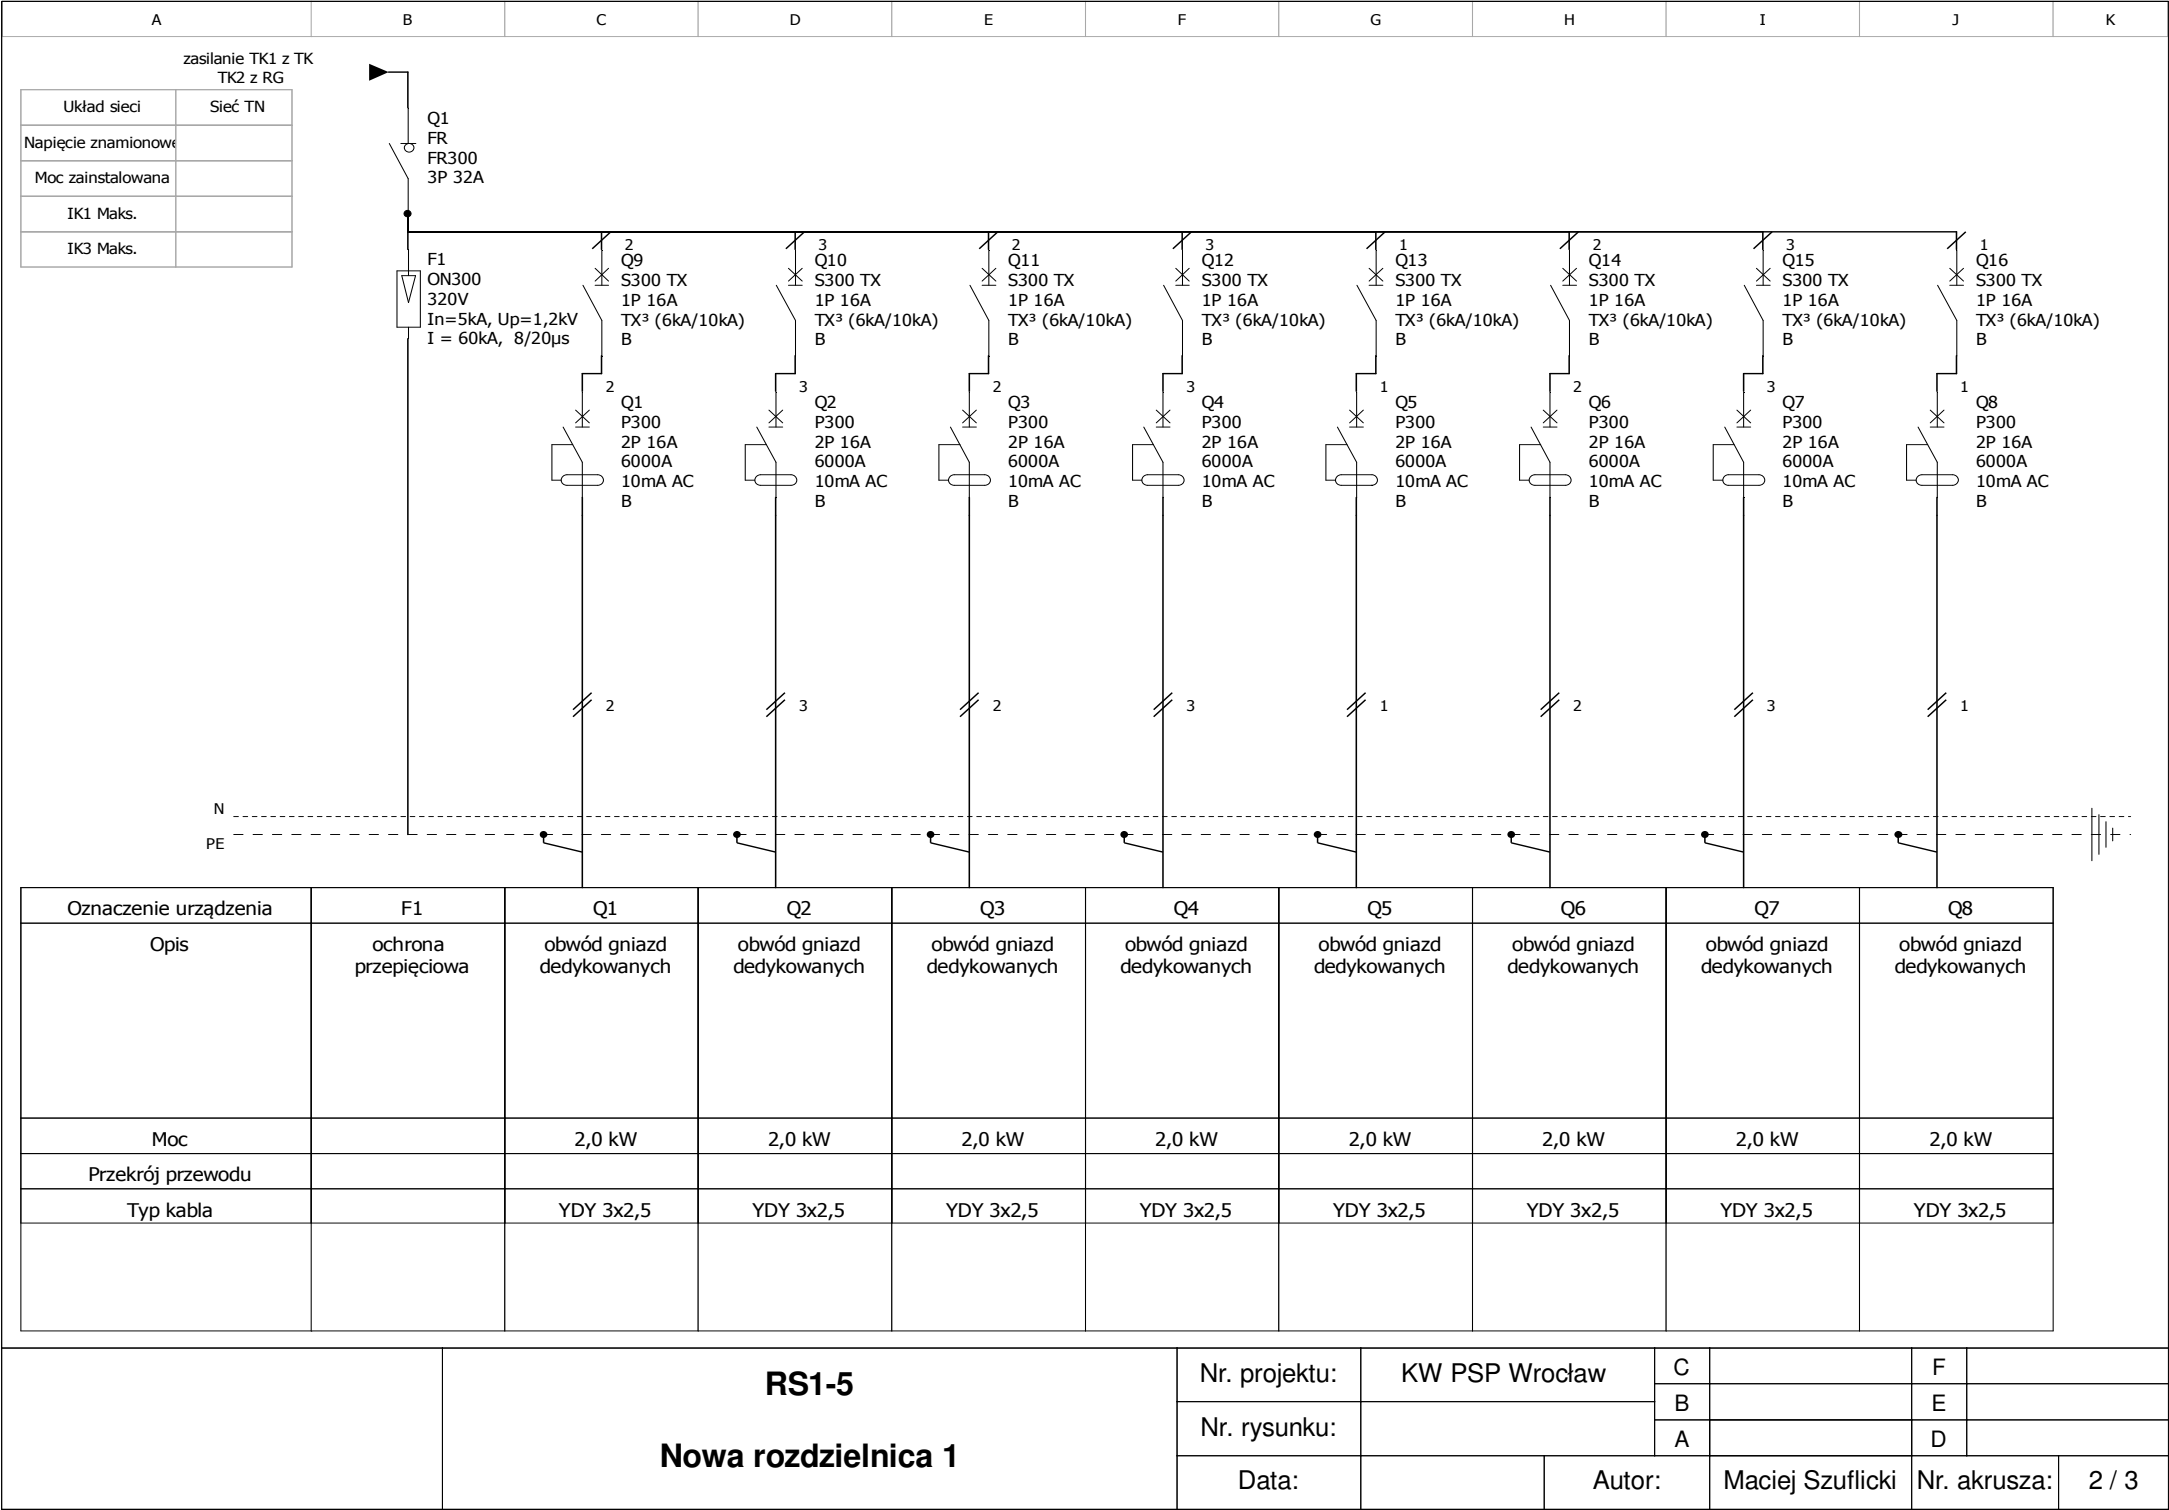 A B C D E F G H I J K
zasilanie TK1 z TK
TK2 z RG
Układ sieci Sieć TN
Napięcie znamionowe
Moc zainstalowana
IK1 Maks.
IK3 Maks.
Q1
FR
FR300
3P 32A
F1
ON300
320V
In=5kA, Up=1,2kV
I = 60kA, 8/20µs
2 3 2 3 1 2 3 1
Q9 Q10 Q11 Q12 Q13 Q14 Q15 Q16
S300 TX S300 TX S300 TX S300 TX S300 TX S300 TX S300 TX S300 TX
1P 16A 1P 16A 1P 16A 1P 16A 1P 16A 1P 16A 1P 16A 1P 16A
TX³ (6kA/10kA) TX³ (6kA/10kA) TX³ (6kA/10kA) TX³ (6kA/10kA) TX³ (6kA/10kA) TX³ (6kA/10kA) TX³ (6kA/10kA) TX³ (6kA/10kA)
B B B B B B B B
2 3 2 3 1 2 3 1
Q1 Q2 Q3 Q4 Q5 Q6 Q7 Q8
P300 P300 P300 P300 P300 P300 P300 P300
2P 16A 2P 16A 2P 16A 2P 16A 2P 16A 2P 16A 2P 16A 2P 16A
6000A 6000A 6000A 6000A 6000A 6000A 6000A 6000A
10mA AC 10mA AC 10mA AC 10mA AC 10mA AC 10mA AC 10mA AC 10mA AC
B B B B B B B B
2 3 2 3 1 2 3 1
N
PE
Oznaczenie urządzenia F1 Q1 Q2 Q3 Q4 Q5 Q6 Q7 Q8
Opis ochrona obwód gniazd obwód gniazd obwód gniazd obwód gniazd obwód gniazd obwód gniazd obwód gniazd obwód gniazd
przepięciowa dedykowanych dedykowanych dedykowanych dedykowanych dedykowanych dedykowanych dedykowanych dedykowanych
Moc 2,0 kW 2,0 kW 2,0 kW 2,0 kW 2,0 kW 2,0 kW 2,0 kW 2,0 kW
Przekrój przewodu
Typ kabla YDY 3x2,5 YDY 3x2,5 YDY 3x2,5 YDY 3x2,5 YDY 3x2,5 YDY 3x2,5 YDY 3x2,5 YDY 3x2,5
RS1-5
Nowa rozdzielnica 1
Nr. projektu: KW PSP Wrocław C F
B E
Nr. rysunku:
A D
Data: Autor: Maciej Szuflicki Nr. akrusza: 2 / 3